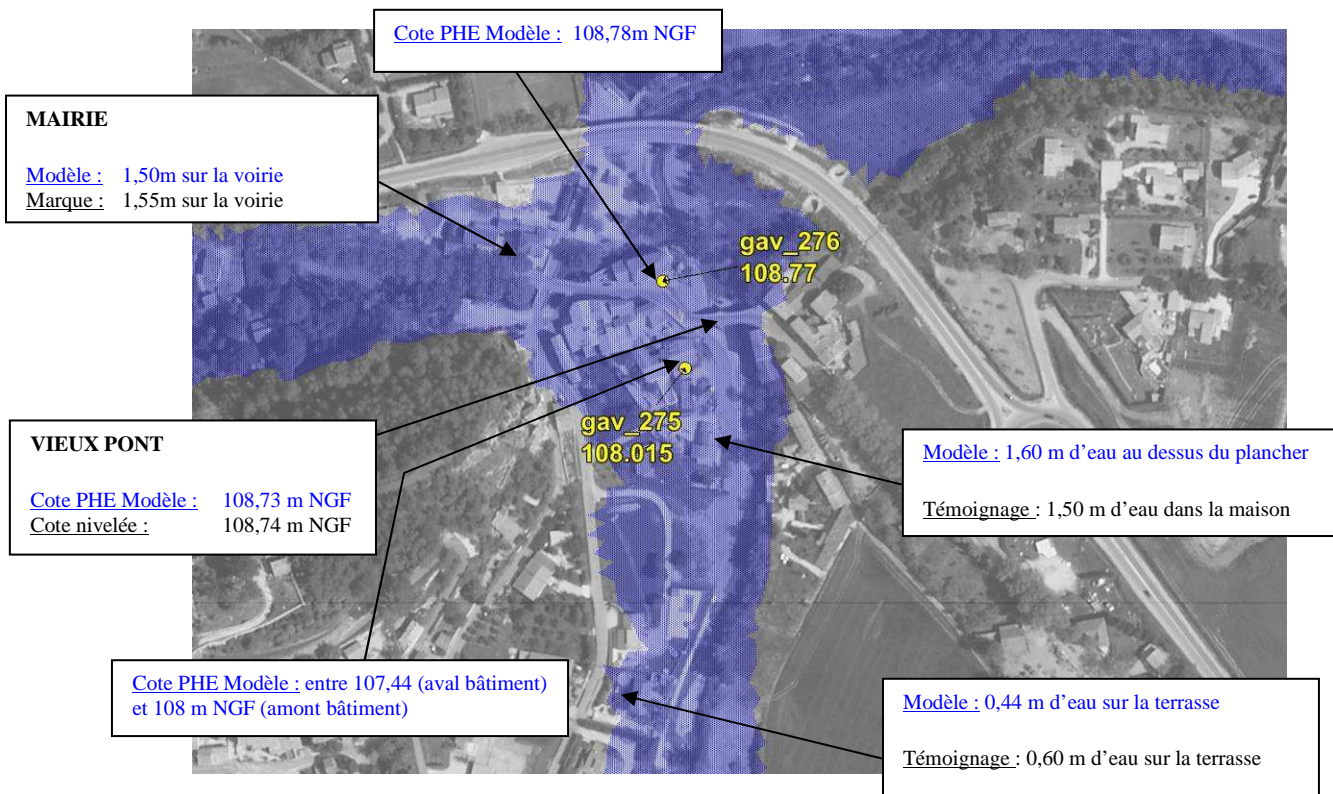 Cote PHE Modèle : 108,78m NGF
MAIRIE
Modèle : 1,50m sur la voirie
Marque : 1,55m sur la voirie
gav_276
108.77
gav_275
108.015
VIEUX PONT
Cote PHE Modèle : 108,73 m NGF
Cote nivelée : 108,74 m NGF
Modèle : 1,60 m d'eau au dessus du plancher
Témoignage : 1,50 m d'eau dans la maison
Cote PHE Modèle : entre 107,44 (aval bâtiment)
et 108 m NGF (amont bâtiment)
Modèle : 0,44 m d'eau sur la terrasse
Témoignage : 0,60 m d'eau sur la terrasse